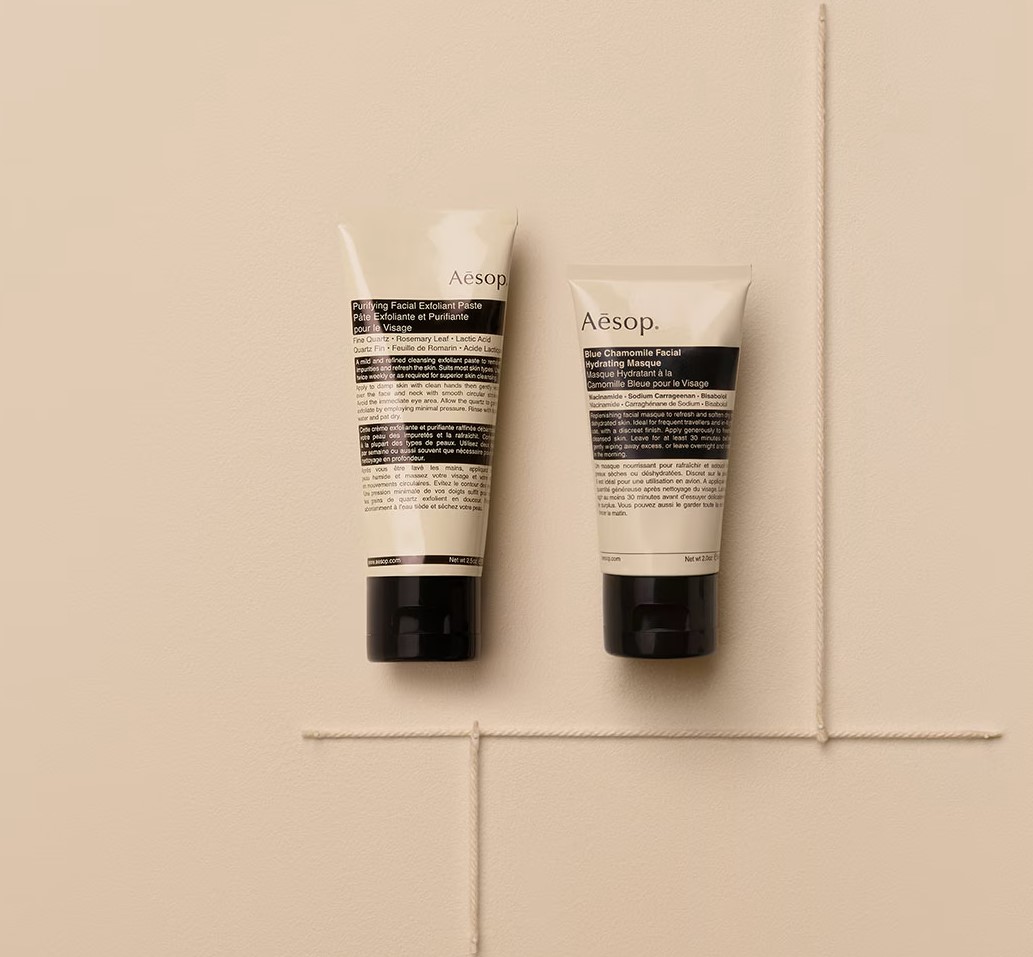 Aēsop.
Purifying Facial Exfoliant Paste
Pâte Exfoliante et Purifiante
pour le Visage
Fine Quartz • Rosemary Leaf • Lactic Acid
Quartz Fin • Feuille de Romarin • Acide
A mild and refined cleansing exfoliant paste to
impurities and refresh the skin. Suits most skin types.
twice weekly or as required for superior skin cleansing.
Apply to damp skin with clean hands then gently
over the face and neck with smooth circular
Avoid the immediate eye area. Allow the quartz to
exfoliate by employing minimal pressure. Rinse
water and pat dry.
Cette crème exfoliante et purifiante raffinée
votre peau des impuretés et la rafraîchit.
à la plupart des types de peaux. Utilisez
par semaine ou aussi souvent que nécessaire
nettoyage en profondeur.
Après vous être lavé les mains,
peau humide et massez votre visage et
mouvements circulaires. Evitez le contour
Une pression minimale de vos doigts suffit
les grains de quartz exfolient en douceur.
abondamment à l'eau tiède et séchez votre peau.
www.aesop.com Net wt
Aēsop.
Blue Chamomile Facial
Hydrating Masque
Masque Hydratant à la
Camomille Bleue pour le Visage
Niacinamide • Sodium Carrageenan • Bisabolol
Niacinamide • Carraghénane de Sodium • Bisabolol
Replenishing facial masque to refresh and soften
dehydrated skin. Ideal for frequent travellers and
use, with a discreet finish. Apply generously to
cleansed skin. Leave for at least 30 minutes
gently wiping away excess, or leave overnight and
in the morning.
Un masque nourrissant pour rafraîchir et
peaux sèches ou déshydratées. Discret sur la
il est idéal pour une utilisation en avion. A
quantité généreuse après nettoyage du visage.
au moins 30 minutes avant d'essuyer
surplus. Vous pouvez aussi le garder toute la
le matin.
Net wt 2.0oz